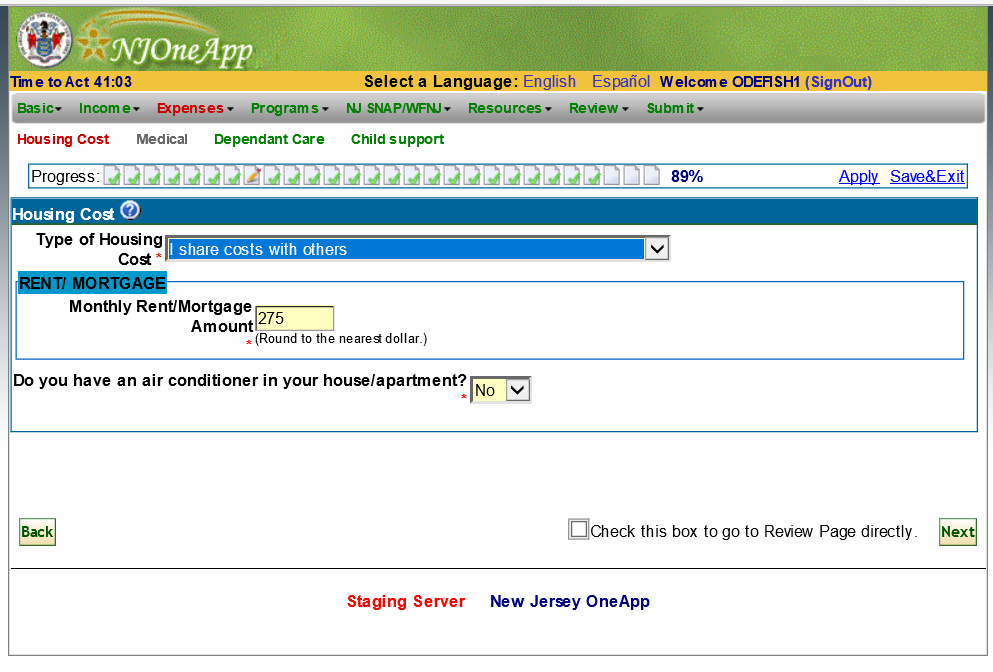 NJOneApp
Time to Act 41:03 Select a Language: English Español Welcome ODEFISH1 (SignOut)
Basic Income Expenses Programs NJ SNAP/WFNJ Resources Review Submit
Housing Cost Medical Dependant Care Child support
Progress: 89% Apply Save&Exit
Housing Cost ?
Type of Housing
Cost * I share costs with others
RENT/ MORTGAGE
Monthly Rent/Mortgage
Amount 275
* (Round to the nearest dollar.)
Do you have an air conditioner in your house/apartment? No
*
Back Check this box to go to Review Page directly. Next
Staging Server New Jersey OneApp